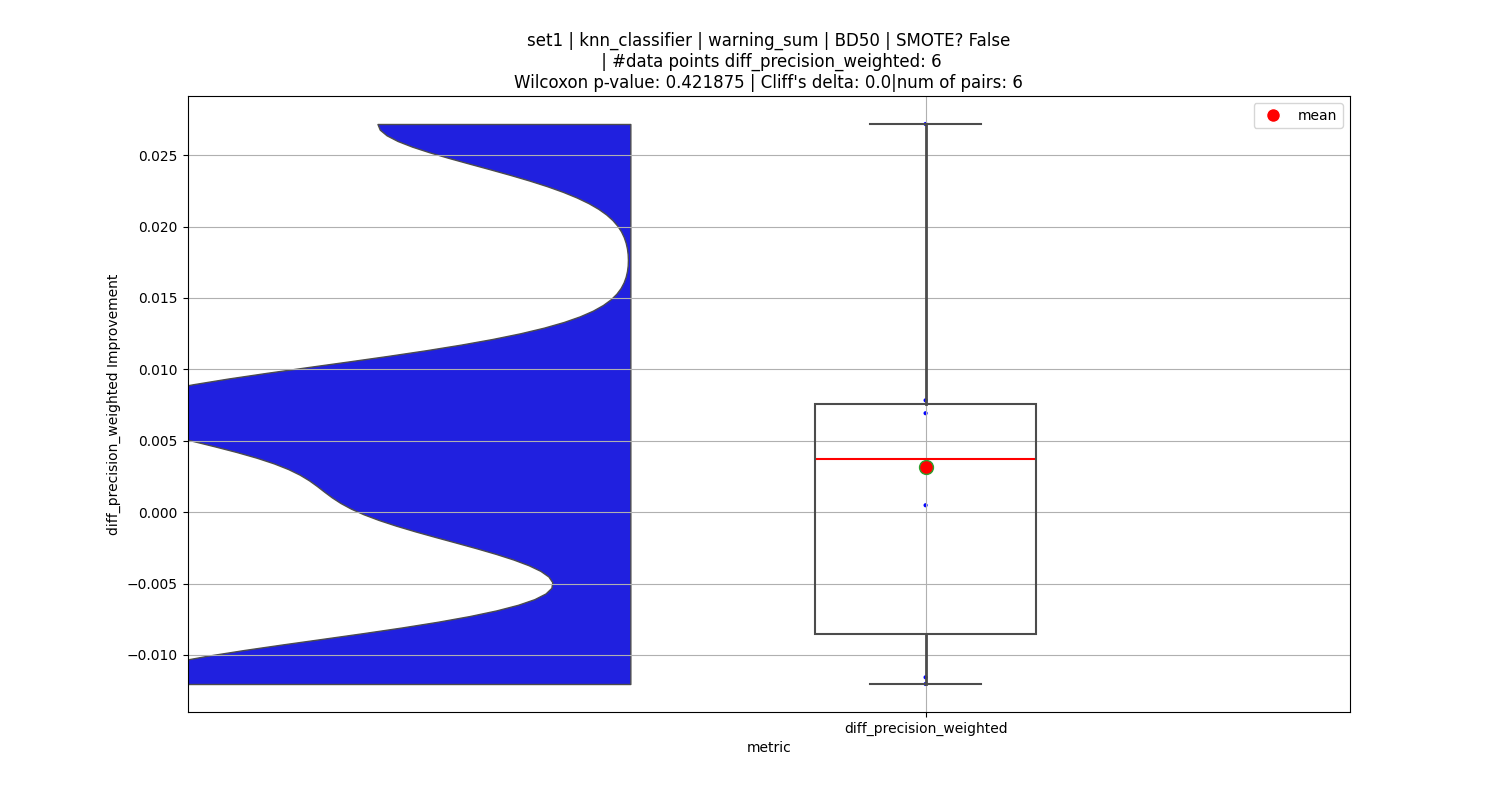 set1 | knn_classifier | warning_sum | BD50 | SMOTE? False
| #data points diff_precision_weighted: 6
Wilcoxon p-value: 0.421875 | Cliff's delta: 0.0|num of pairs: 6
mean
0.025
0.020
0.015
0.010
0.005
0.000
−0.005
−0.010
diff_precision_weighted Improvement
diff_precision_weighted
metric